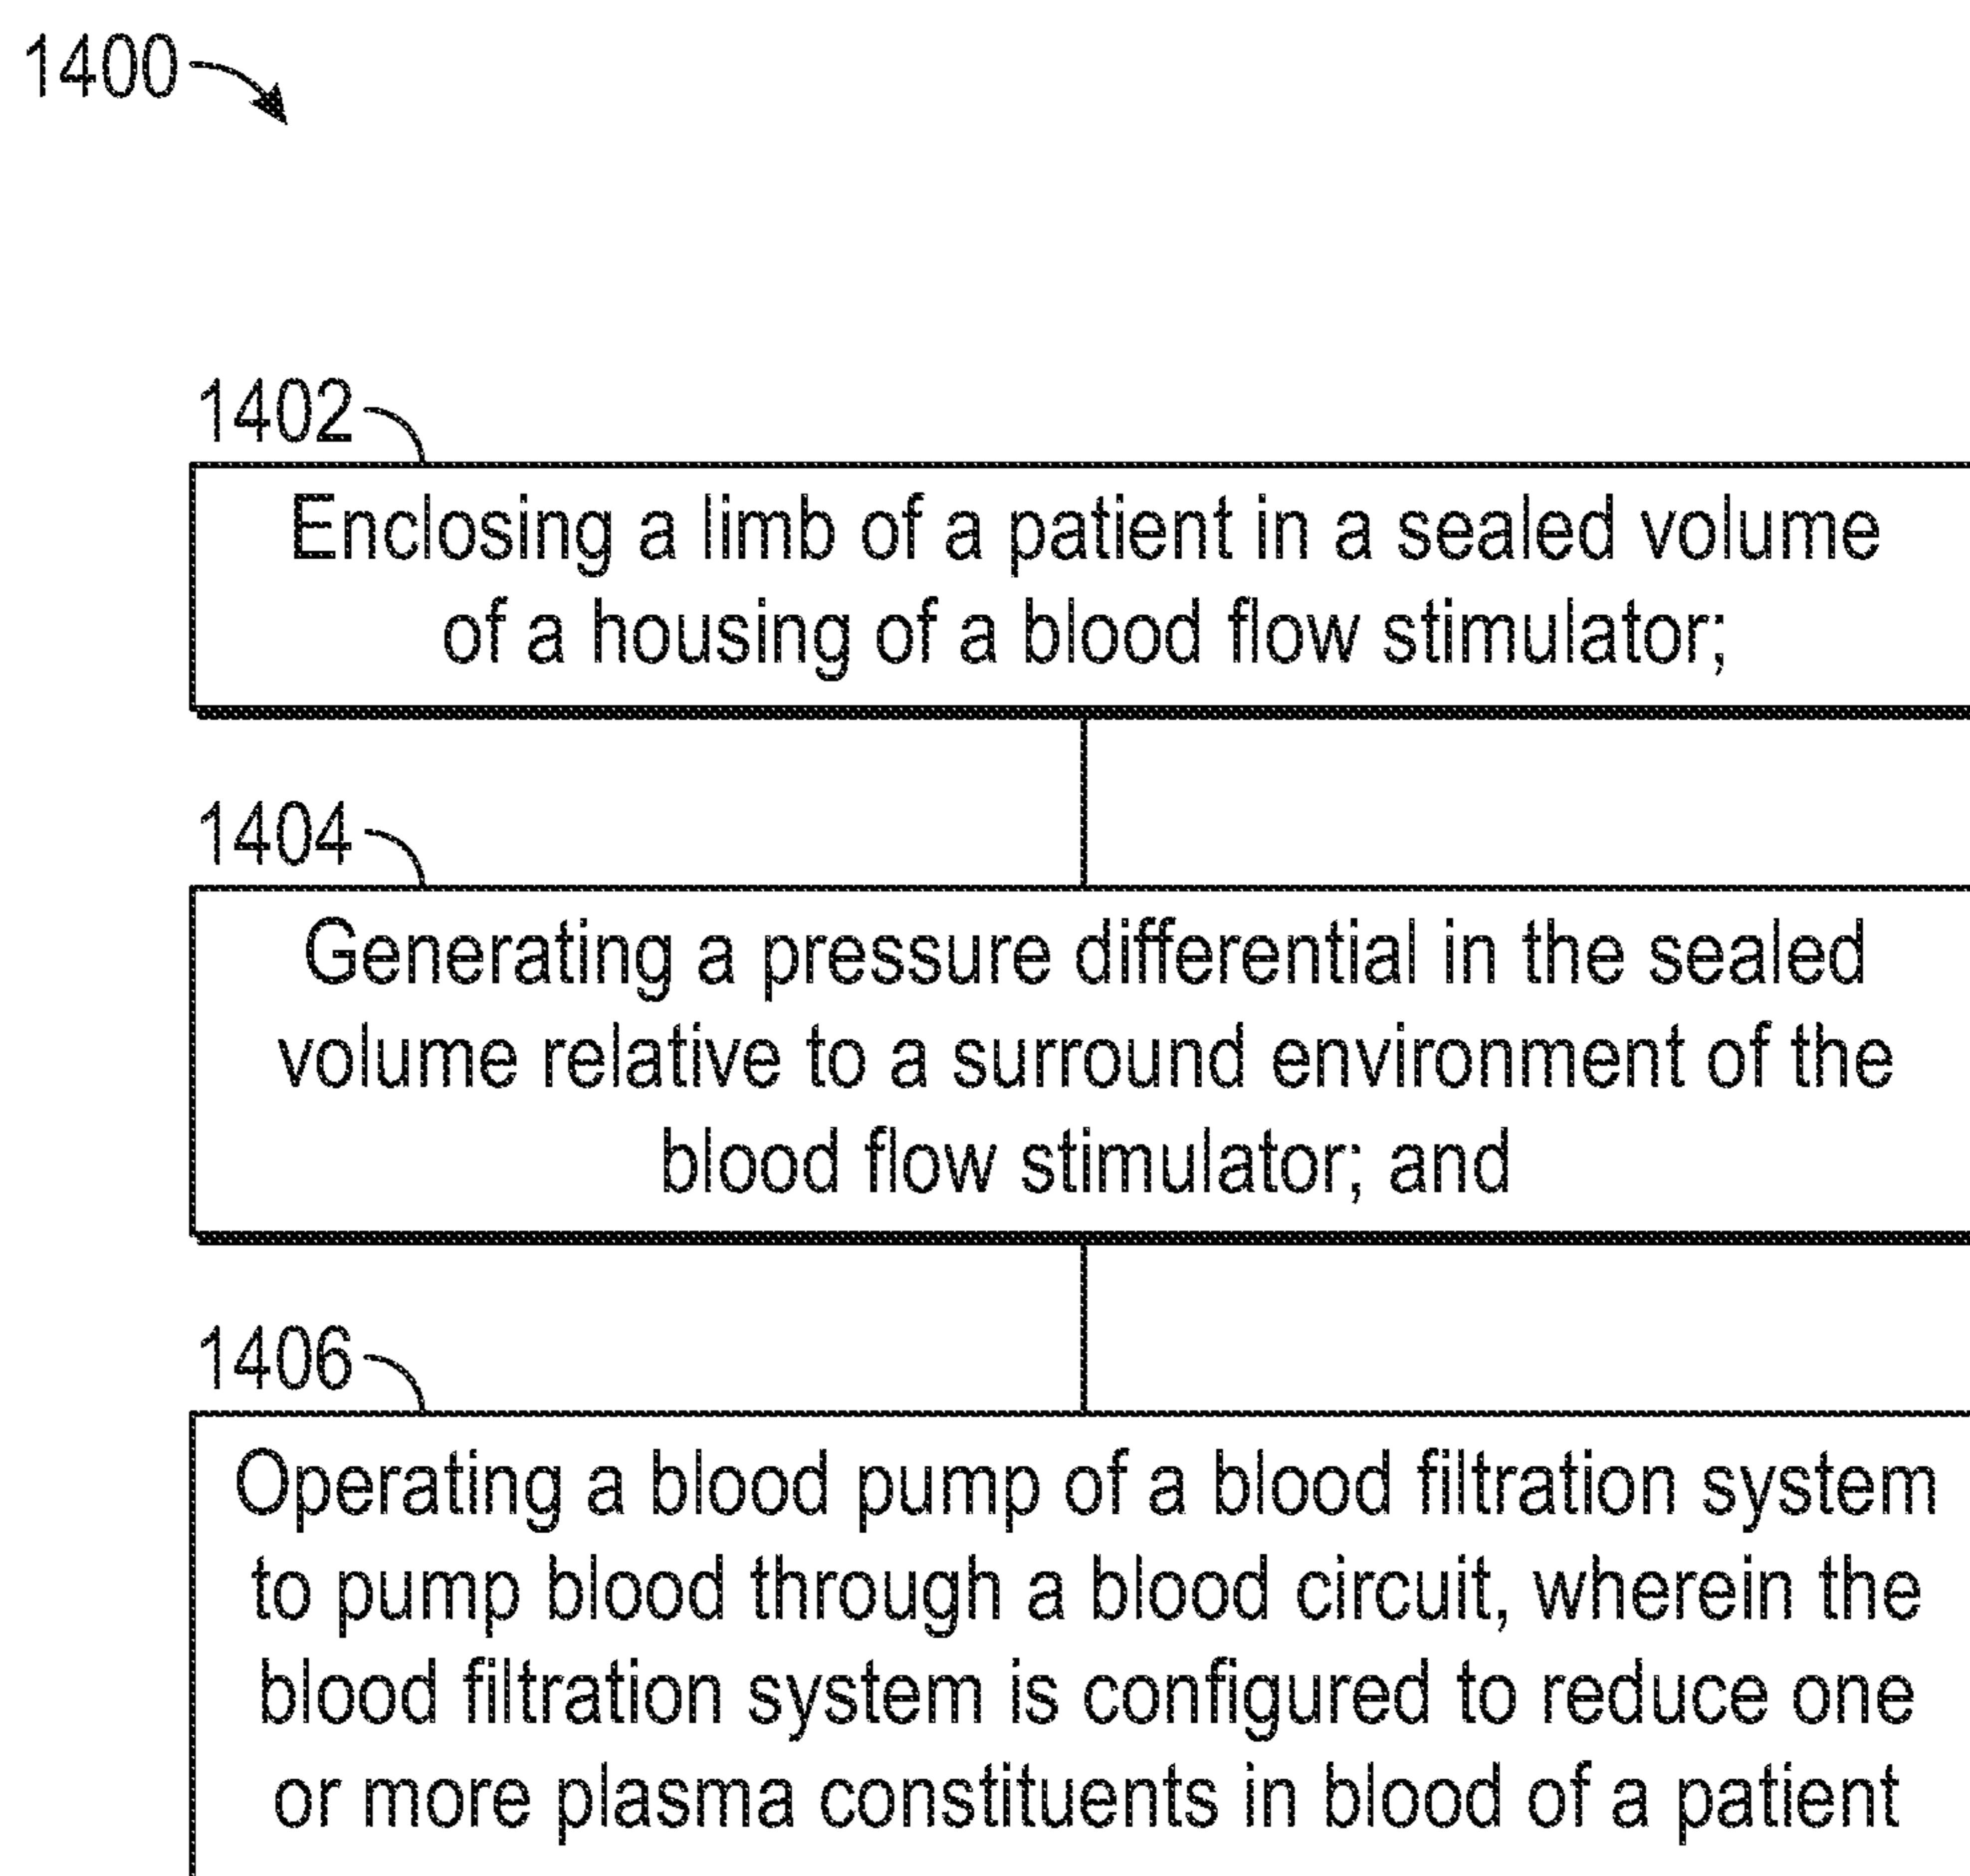 1400
1402
Enclosing a limb of a patient in a sealed volume
of a housing of a blood flow stimulator;
1404
Generating a pressure differential in the sealed
volume relative to a surround environment of the
blood flow stimulator; and
1406
Operating a blood pump of a blood filtration system
to pump blood through a blood circuit, wherein the
blood filtration system is configured to reduce one
or more plasma constituents in blood of a patient